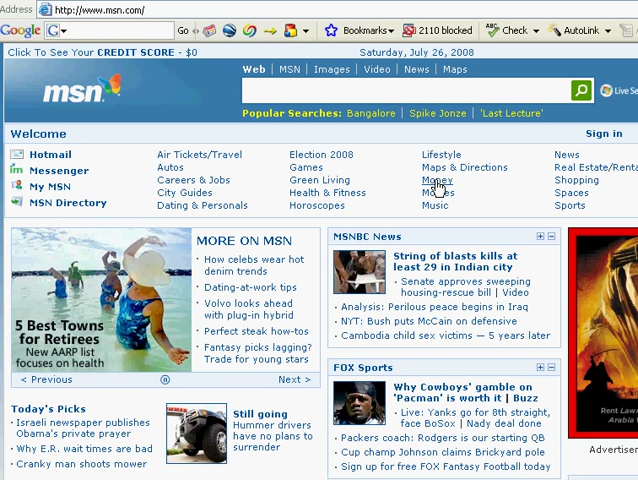 Address http://www.msn.com/
Google G Go Bookmarks 2110 blocked Check AutoLink
Click To See Your CREDIT SCORE - $0 Saturday, July 26, 2008
msn
Web | MSN | Images | Video | News | Maps
Live Se
Popular Searches: Bangalore | Spike Jonze | 'Last Lecture'
Welcome Sign in
Hotmail Air Tickets/Travel Election 2008 Lifestyle News
Messenger Autos Games Maps & Directions Real Estate/Renta
My MSN Careers & Jobs Green Living Money Shopping
MSN Directory City Guides Health & Fitness Movies Spaces
Dating & Personals Horoscopes Music Sports
5 Best Towns
for Retirees
New AARP list
focuses on health
< Previous Next >
MORE ON MSN
How celebs wear hot
denim trends
Dating-at-work tips
Volvo looks ahead
with plug-in hybrid
Perfect steak how-tos
Fantasy picks lagging?
Trade for young stars
Today's Picks
Israeli newspaper publishes
Obama's private prayer
Why E.R. wait times are bad
Cranky man shoots mower
Still going
Hummer drivers
have no plans to
surrender
MSNBC News
String of blasts kills at
least 29 in Indian city
Senate approves sweeping
housing-rescue bill | Video
Analysis: Perilous peace begins in Iraq
NYT: Bush puts McCain on defensive
Cambodia child sex victims — 5 years later
FOX Sports
Why Cowboys' gamble on
'Pacman' is worth it | Buzz
Live: Yanks go for 8th straight,
face BoSox | Nady deal done
Packers coach: Rodgers is our starting QB
Cup champ Johnson claims Brickyard pole
Sign up for free FOX Fantasy Football today
Rent Law
Arabia
Advertisem